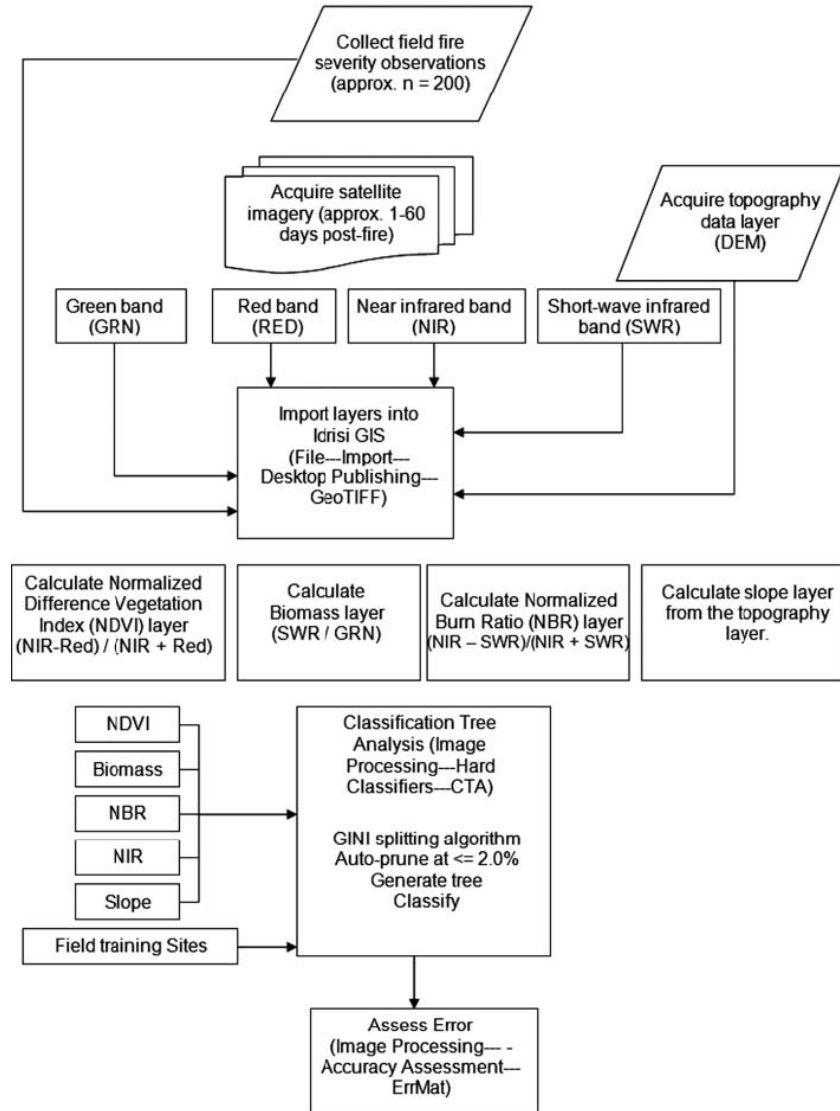 Collect field fire
severity observations
(approx. n = 200)
Acquire satellite
imagery (approx. 1-60
days post-fire)
Acquire topography
data layer
(DEM)
Green band
(GRN)
Red band
(RED)
Near infrared band
(NIR)
Short-wave infrared
band (SWR)
Import layers into
Idrisi GIS
(File---Import---
Desktop Publishing---
GeoTIFF)
Calculate Normalized
Difference Vegetation
Index (NDVI) layer
(NIR-Red) / (NIR + Red)
Calculate
Biomass layer
(SWR / GRN)
Calculate Normalized
Burn Ratio (NBR) layer
(NIR – SWR)/(NIR + SWR)
Calculate slope layer
from the topography
layer.
NDVI
Biomass
NBR
NIR
Slope
Field training Sites
Classification Tree
Analysis (Image
Processing---Hard
Classifiers---CTA)
GINI splitting algorithm
Auto-prune at <= 2.0%
Generate tree
Classify
Assess Error
(Image Processing--- -
Accuracy Assessment---
ErrMat)